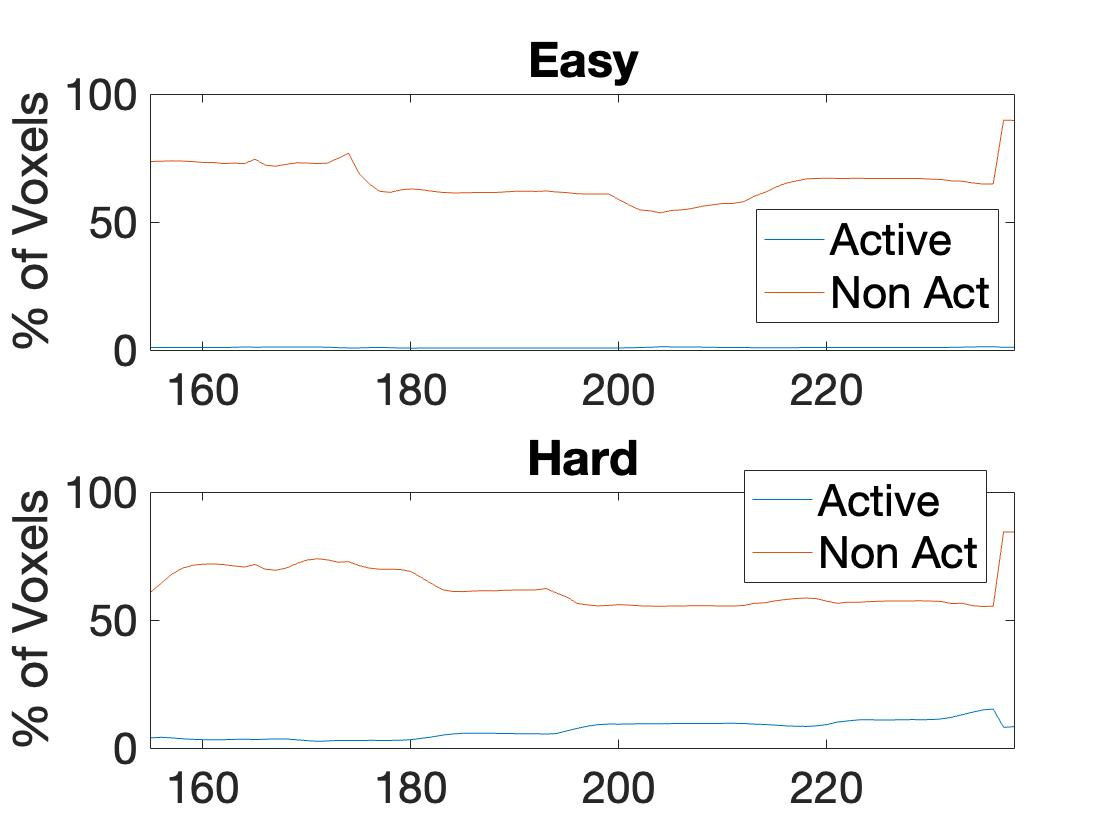 Easy
% of Voxels
100
50
0
Active
Non Act
160 180 200 220
Hard
% of Voxels
100
50
0
Active
Non Act
160 180 200 220